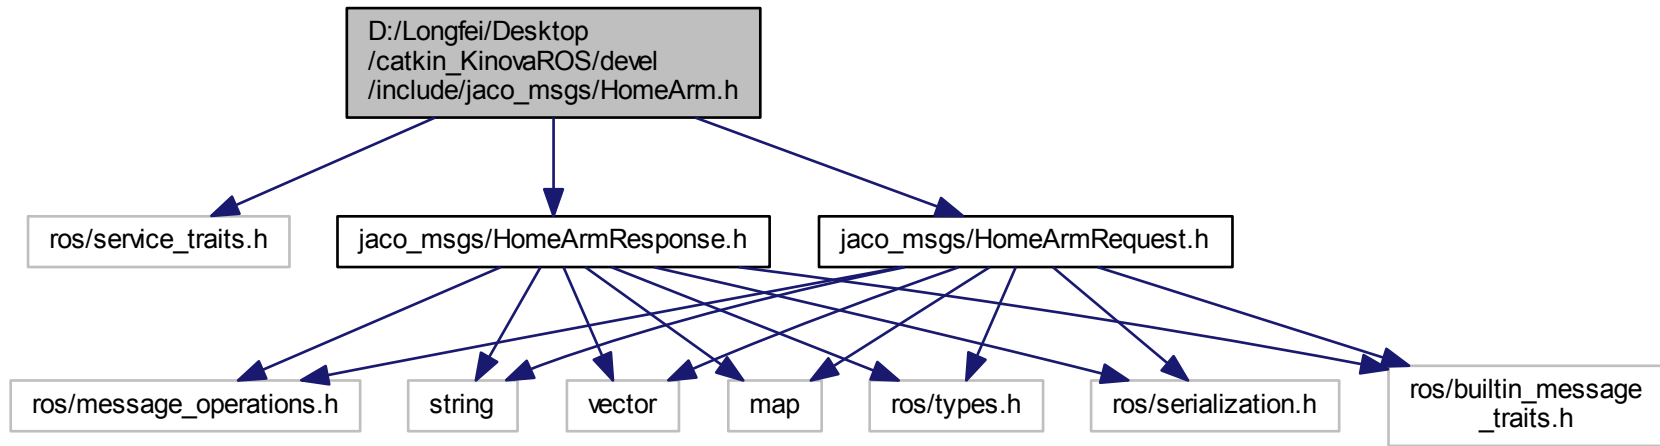 D:/Longfei/Desktop
/catkin_KinovaROS/devel
/include/jaco_msgs/HomeArm.h
ros/service_traits.h
jaco_msgs/HomeArmResponse.h
jaco_msgs/HomeArmRequest.h
ros/message_operations.h
string
vector
map
ros/types.h
ros/serialization.h
ros/builtin_message
_traits.h